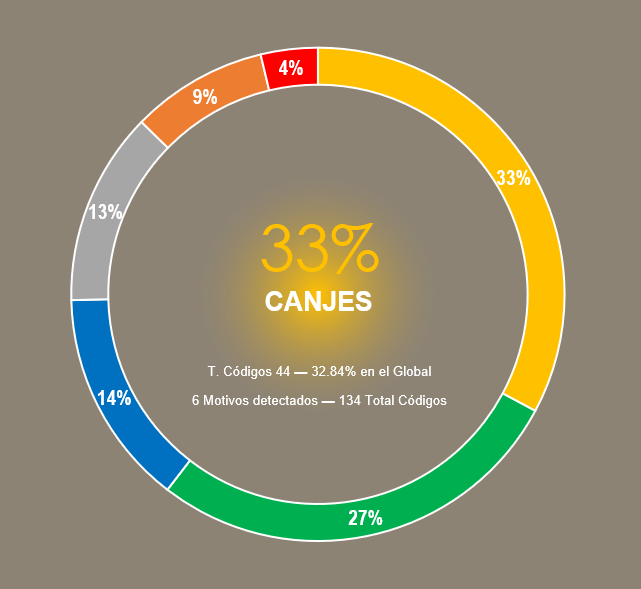 4%
9%
33%
13%
33%
CANJES
T. Códigos 44 — 32.84% en el Global
14%
6 Motivos detectados — 134 Total Códigos
27%